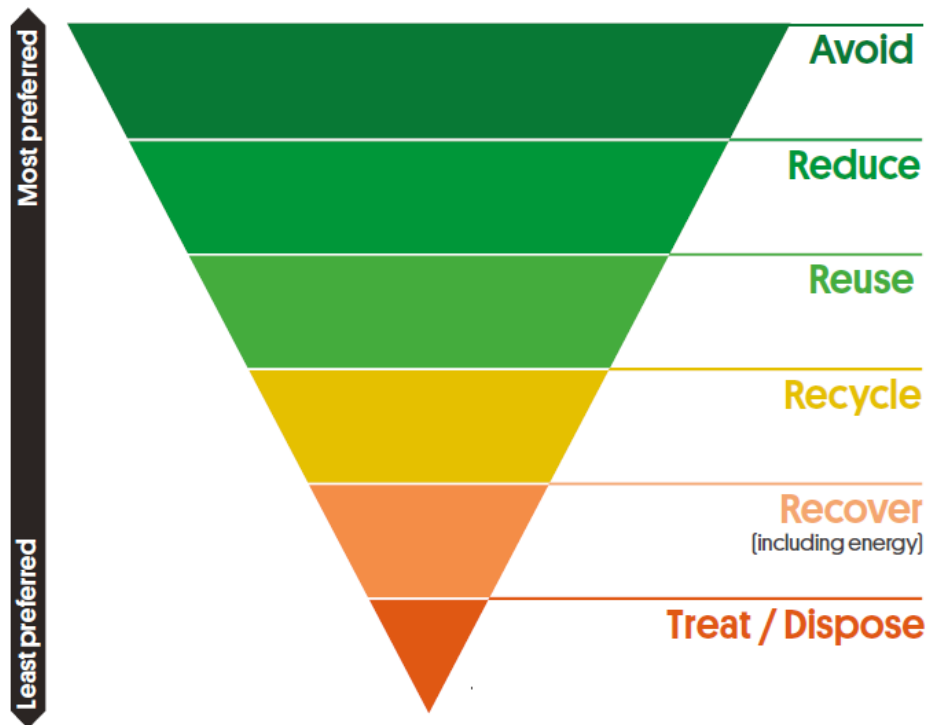 Most preferred
Avoid
Reduce
Reuse
Recycle
Recover
(including energy)
Treat / Dispose
Least preferred